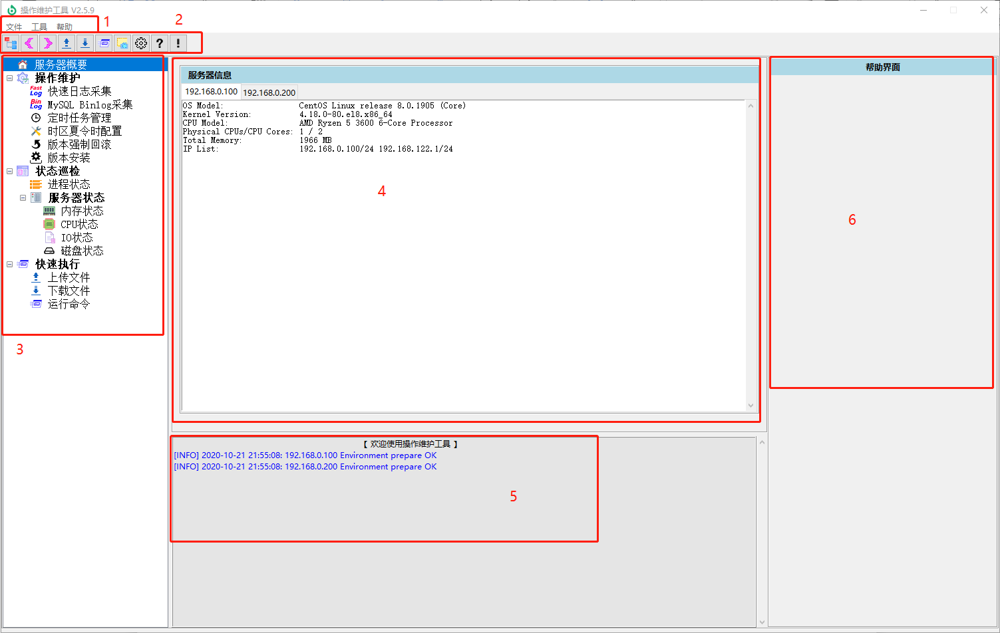 操作维护工具 V2.5.9
文件 工具 帮助
1
2
服务器概要
操作维护
Fast Log 快速日志采集
Bin Log MySQL Binlog采集
定时任务管理
时区夏令时配置
版本强制回滚
版本安装
状态巡检
进程状态
服务器状态
内存状态
CPU状态
IO状态
磁盘状态
快速执行
上传文件
下载文件
运行命令
3
服务器信息
192.168.0.100 192.168.0.200
OS Model: CentOS Linux release 8.0.1905 (Core)
Kernel Version: 4.18.0-80.el8.x86_64
CPU Model: AMD Ryzen 5 3600 6-Core Processor
Physical CPUs/CPU Cores: 1 / 2
Total Memory: 1966 MB
IP List: 192.168.0.100/24 192.168.122.1/24
4
【 欢迎使用操作维护工具 】
[INFO] 2020-10-21 21:55:08: 192.168.0.100 Environment prepare OK
[INFO] 2020-10-21 21:55:08: 192.168.0.200 Environment prepare OK
5
帮助界面
6